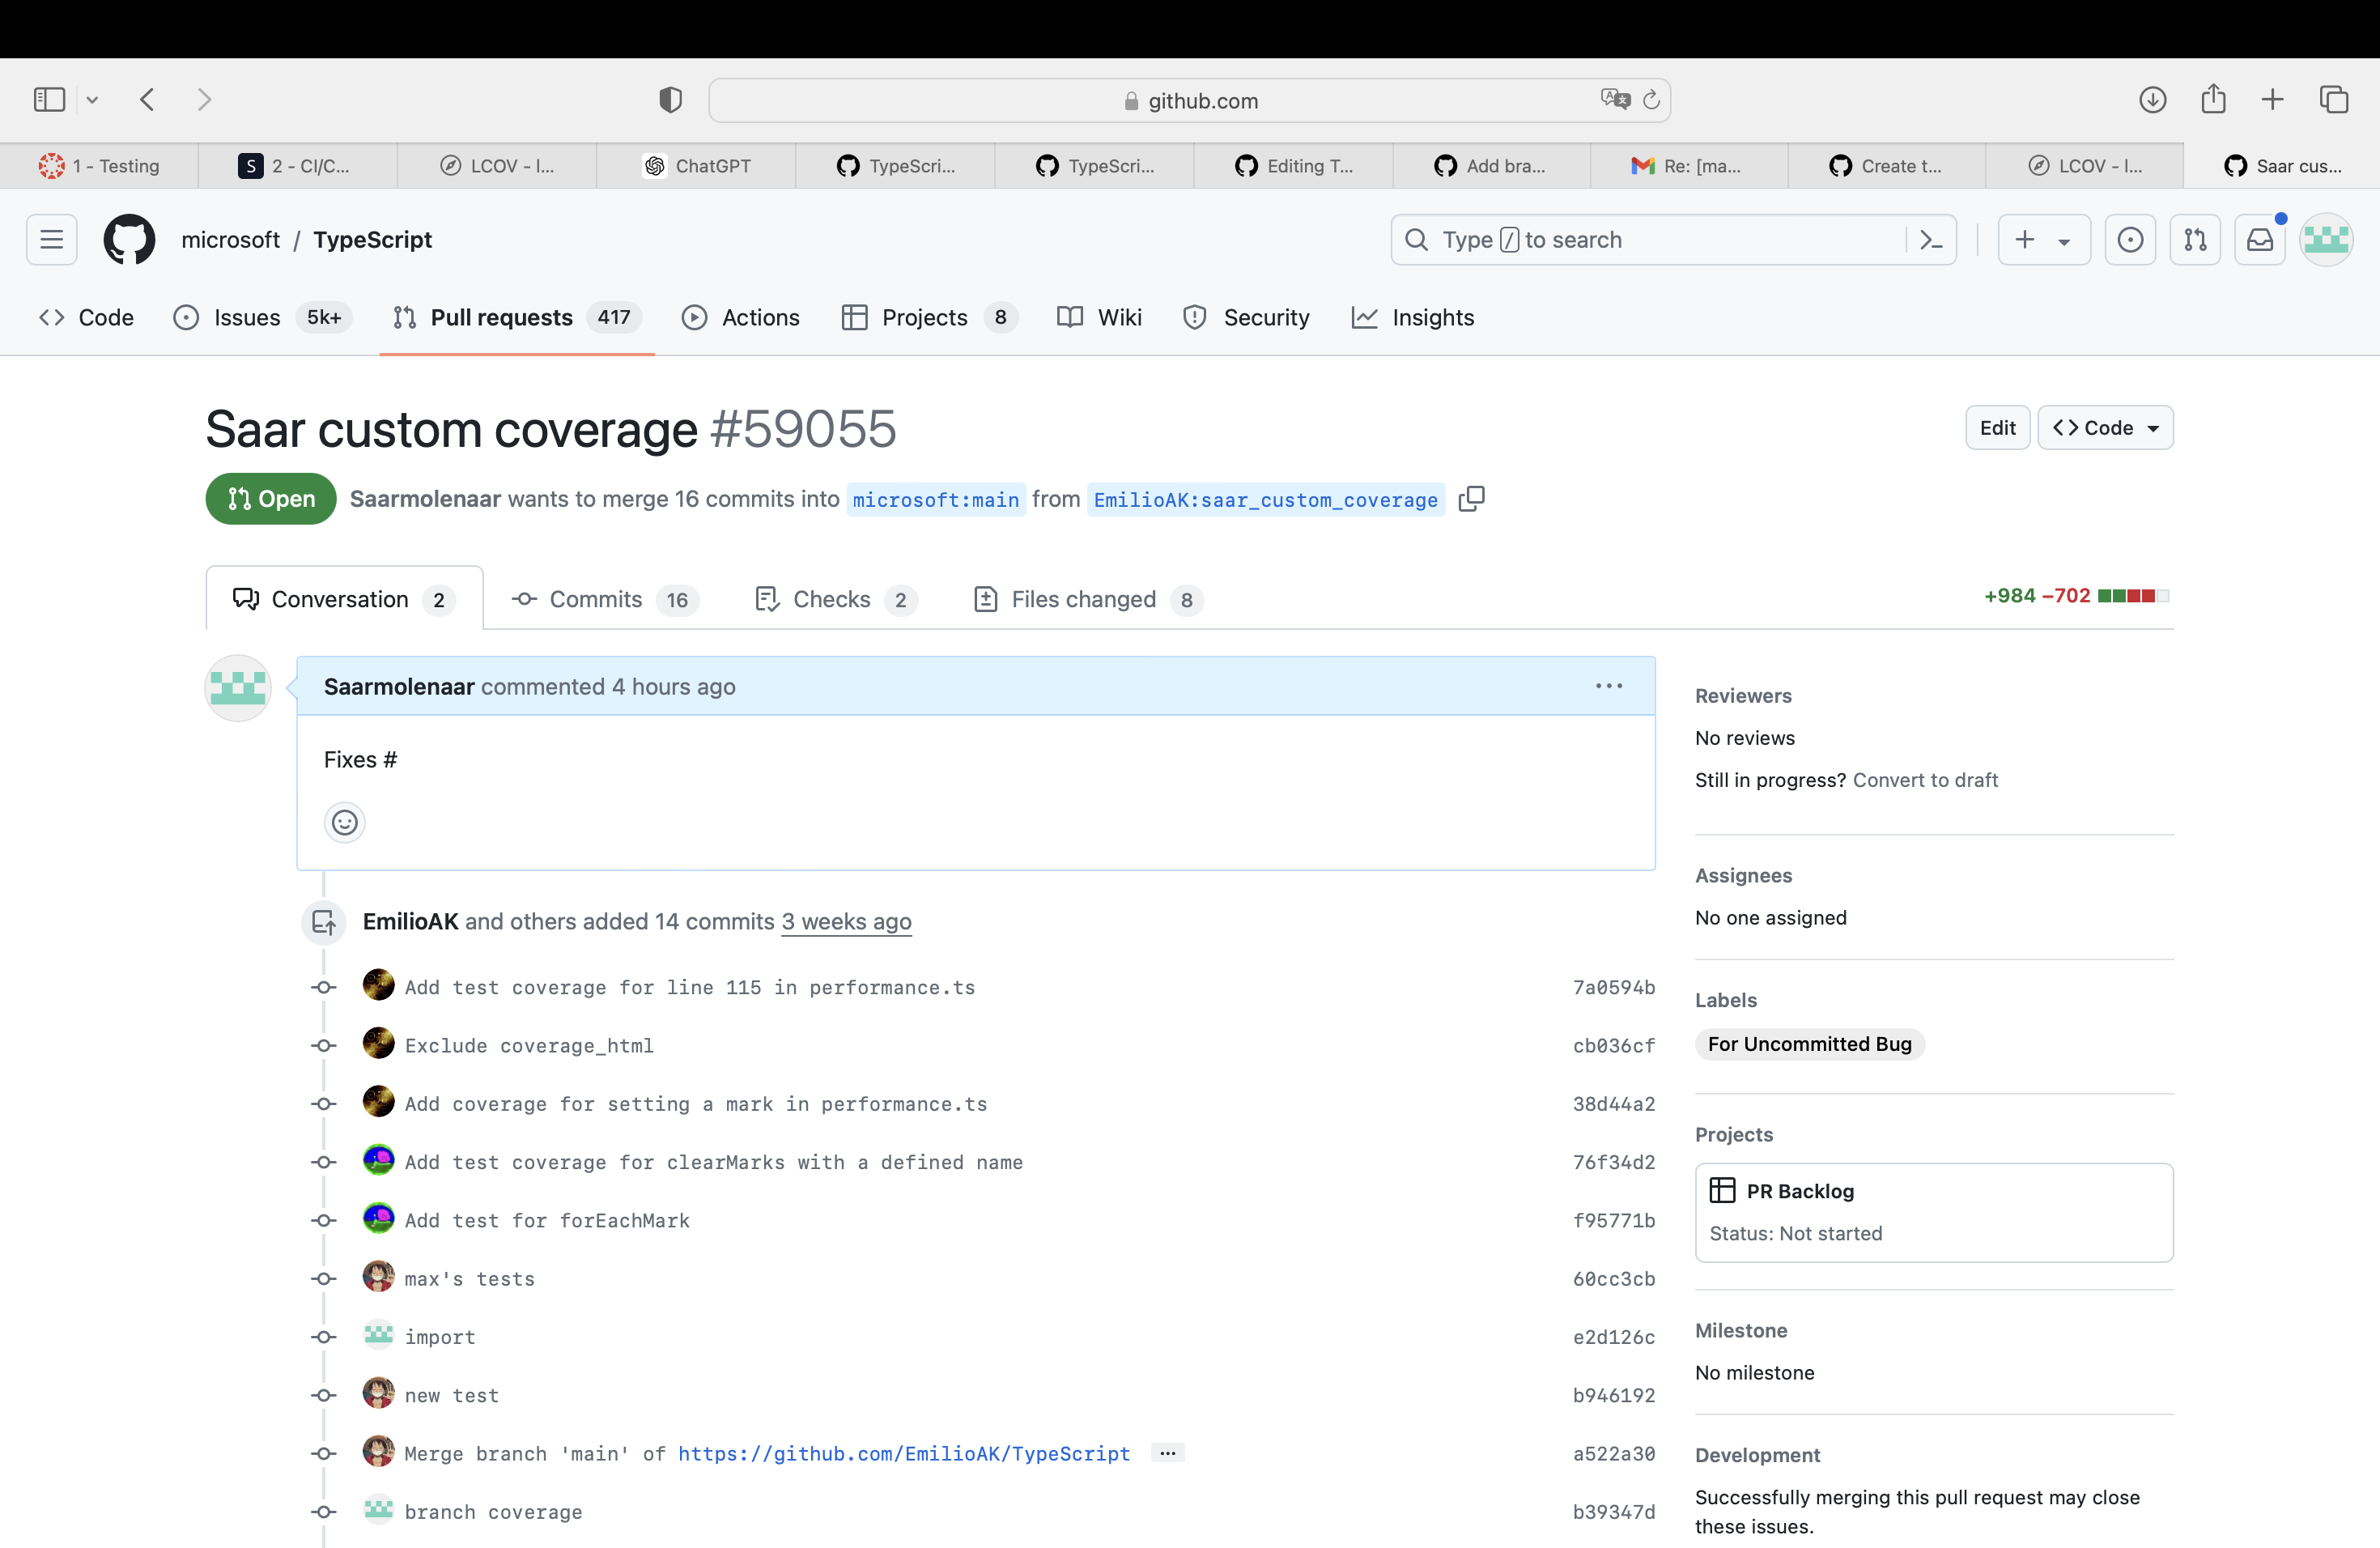 github.com
1 - Testing
S 2 - CI/C...
LCOV - l...
ChatGPT
TypeScri...
TypeScri...
Editing T...
Add bra...
Re: [ma...
Create t...
LCOV - l...
Saar cus...
microsoft / TypeScript
Type / to search
Code
Issues 5k+
Pull requests 417
Actions
Projects 8
Wiki
Security
Insights
Saar custom coverage #59055
Edit
Code
Open
Saarmolenaar wants to merge 16 commits into microsoft:main from EmilioAK:saar_custom_coverage
Conversation 2
Commits 16
Checks 2
Files changed 8
+984 −702
Saarmolenaar commented 4 hours ago
Fixes #
EmilioAK and others added 14 commits 3 weeks ago
Add test coverage for line 115 in performance.ts 7a0594b
Exclude coverage_html cb036cf
Add coverage for setting a mark in performance.ts 38d44a2
Add test coverage for clearMarks with a defined name 76f34d2
Add test for forEachMark f95771b
max's tests 60cc3cb
import e2d126c
new test b946192
Merge branch 'main' of https://github.com/EmilioAK/TypeScript ... a522a30
branch coverage b39347d
Reviewers
No reviews
Still in progress? Convert to draft
Assignees
No one assigned
Labels
For Uncommitted Bug
Projects
PR Backlog
Status: Not started
Milestone
No milestone
Development
Successfully merging this pull request may close
these issues.